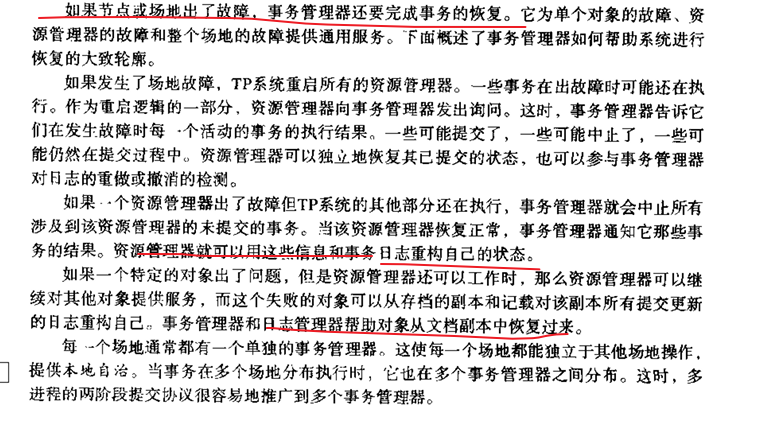 如果节点或场地出了故障，事务管理器还要完成事务的恢复。它为单个对象的故障、资
源管理器的故障和整个场地的故障提供通用服务。下面概述了事务管理器如何帮助系统进行
恢复的大致轮廓。
如果发生了场地故障，TP系统重启所有的资源管理器。一些事务在出故障时可能还在执
行。作为重启逻辑的一部分，资源管理器向事务管理器发出询问。这时，事务管理器告诉它
们在发生故障时每一个活动的事务的执行结果。一些可能提交了，一些可能中止了，一些可
能仍然在提交过程中。资源管理器可以独立地恢复其已提交的状态，也可以参与事务管理器
对日志的重做或撤消的检测。
如果一个资源管理器出了故障但TP系统的其他部分还在执行，事务管理器就会中止所有
涉及到该资源管理器的未提交的事务。当该资源管理器恢复正常，事务管理器通知它那些事
务的结果。资源管理器就可以用这些信息和事务日志重构自己的状态。
如果一个特定的对象出了问题，但是资源管理器还可以工作时，那么资源管理器可以继
续对其他对象提供服务，而这个失败的对象可以从存档的副本和记载对该副本所有提交更新
的日志重构自己。事务管理器和日志管理器帮助对象从文档副本中恢复过来。
每一个场地通常都有一个单独的事务管理器。这使每一个场地都能独立于其他场地操作，
提供本地自治。当事务在多个场地分布执行时，它也在多个事务管理器之间分布。这时，多
进程的两阶段提交协议很容易地推广到多个事务管理器。